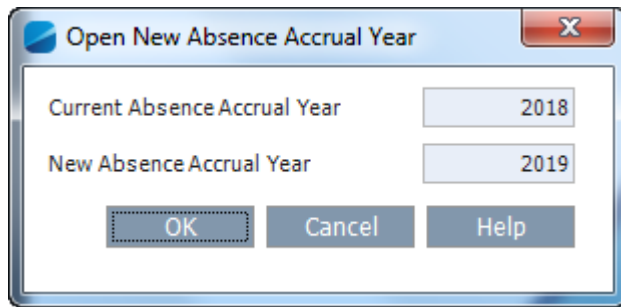 Open New Absence Accrual Year
Current Absence Accrual Year 2018
New Absence Accrual Year 2019
OK Cancel Help